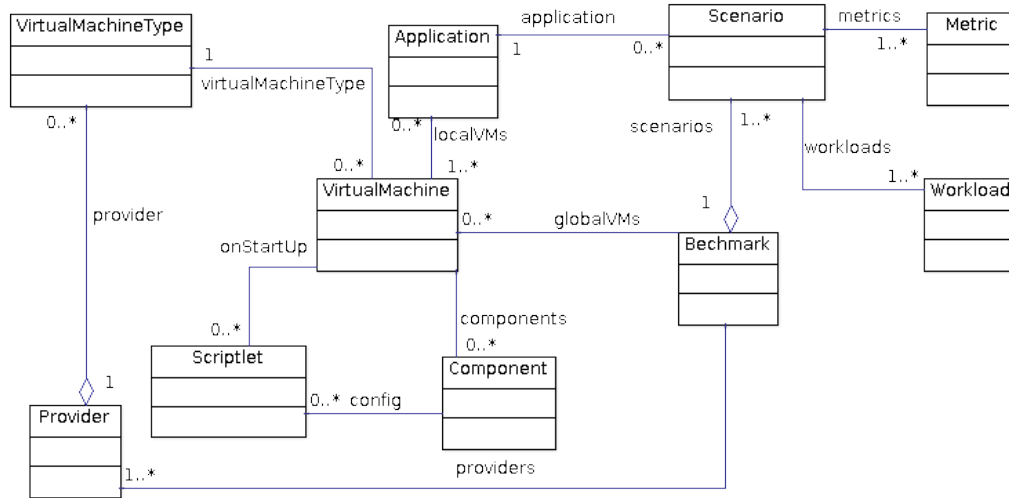 VirtualMachineType
Application
application
Scenario
metrics
Metric
1
1
0..*
1..*
virtualMachineType
0..*
0..*
localVMs
scenarios
1..*
workloads
0..*
1..*
1..*
VirtualMachine
Workload
provider
0..*
globalVMs
1
onStartUp
Bechmark
components
0..*
0..*
Scriptlet
Component
1
0..*
config
Provider
1..*
providers